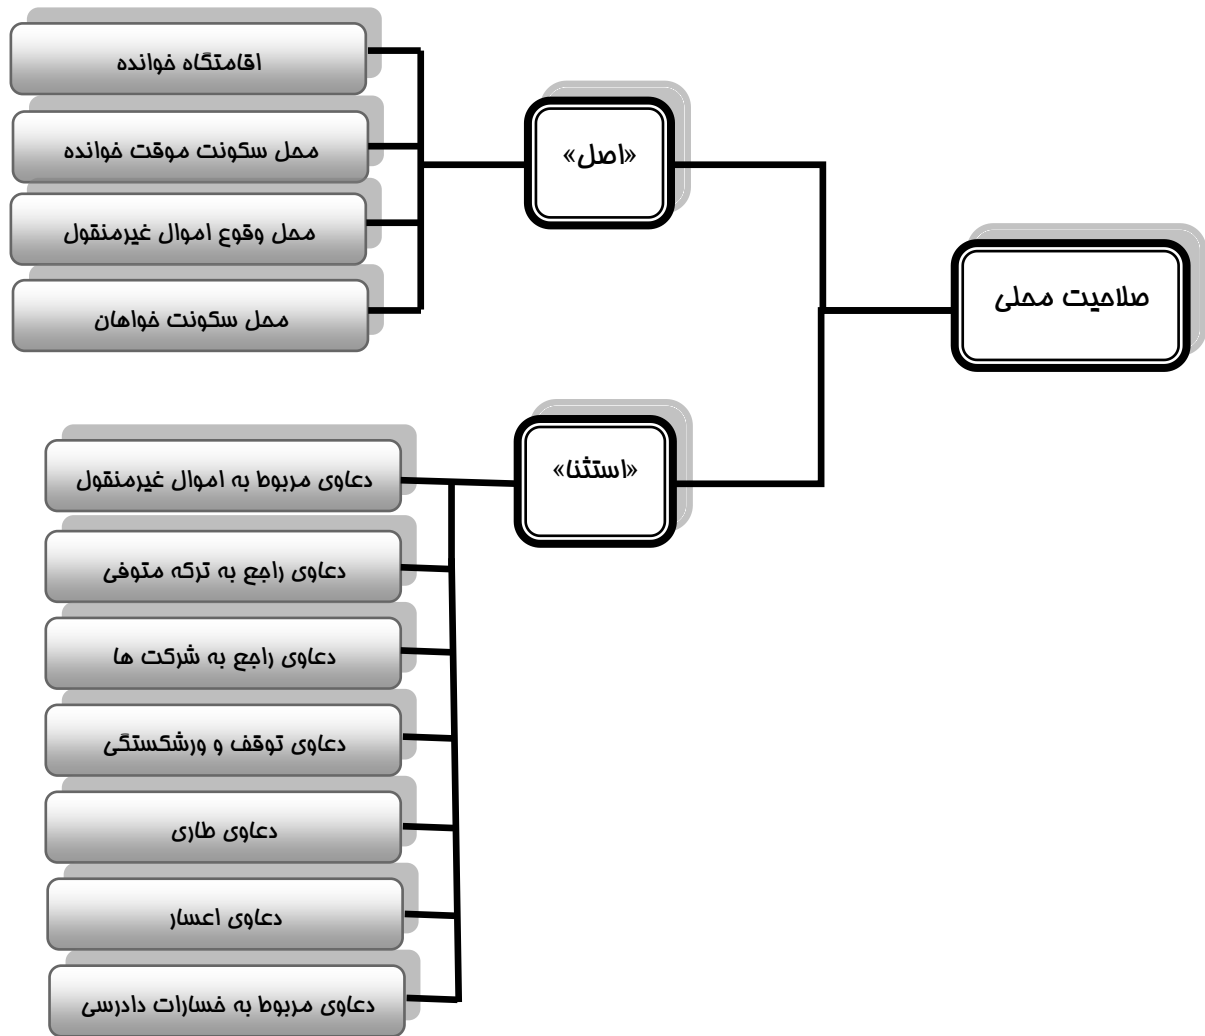 صلاحیت محلی
«اصل»
اقامتگاه خوانده
محل سکونت موقت خوانده
محل وقوع اموال غیرمنقول
محل سکونت خواهان
«استثنا»
دعاوی مربوط به اموال غیرمنقول
دعاوی راجع به ترکه متوفی
دعاوی راجع به شرکت ها
دعاوی توقف و ورشکستگی
دعاوی طاری
دعاوی اعسار
دعاوی مربوط به خسارات دادرسی